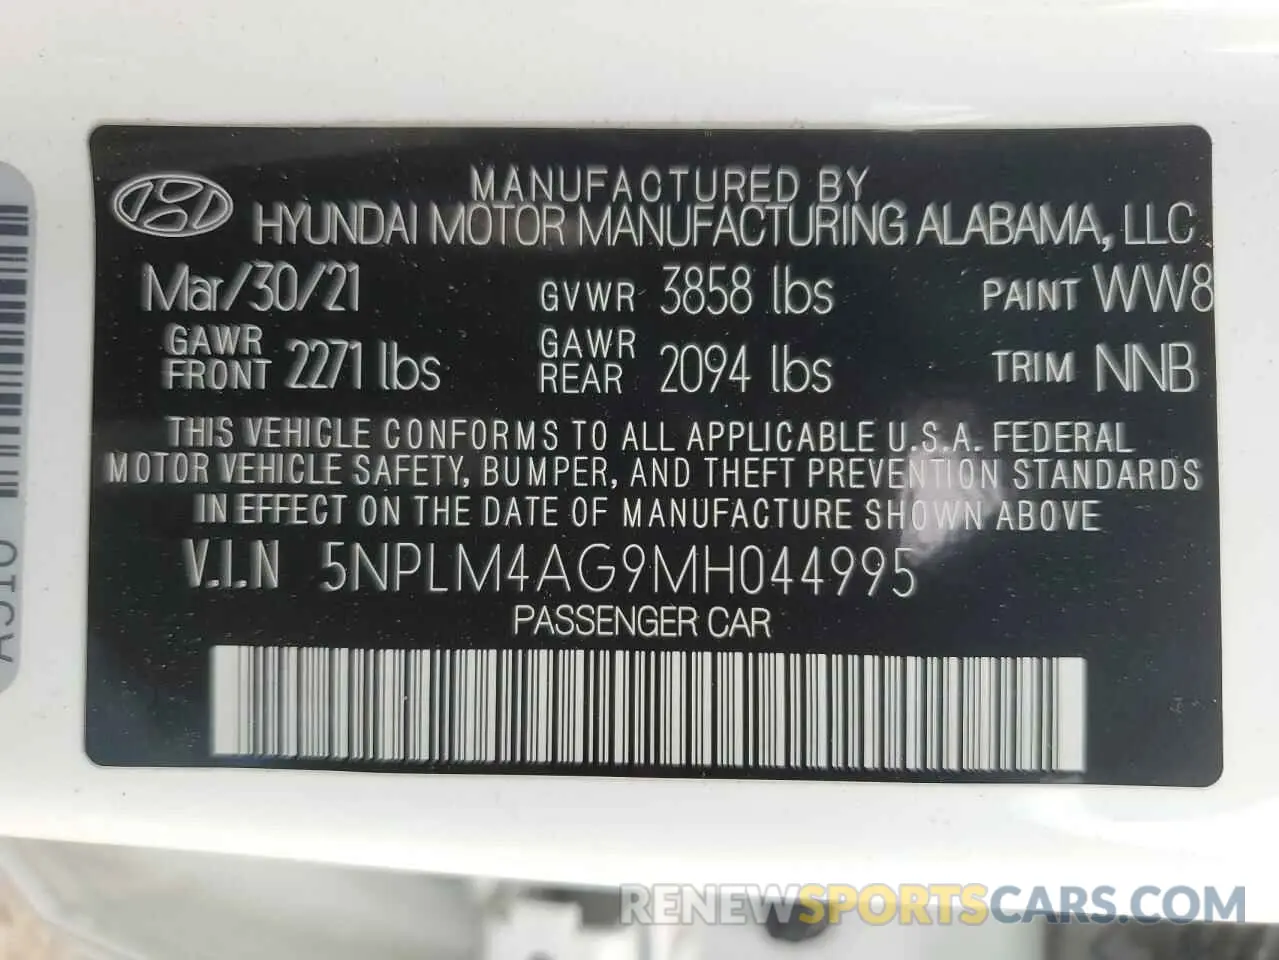 MANUFACTURED BY
HYUNDAI MOTOR MANUFACTURING ALABAMA, LLC
Mar/30/21 GVWR 3858 lbs PAINT WW8
GAWR FRONT 2271 lbs GAWR REAR 2094 lbs TRIM NNB
THIS VEHICLE CONFORMS TO ALL APPLICABLE U.S.A. FEDERAL
MOTOR VEHICLE SAFETY, BUMPER, AND THEFT PREVENTION STANDARDS
IN EFFECT ON THE DATE OF MANUFACTURE SHOWN ABOVE
V.I.N 5NPLM4AG9MH044995
PASSENGER CAR
RENEWSPORTSCARS.COM